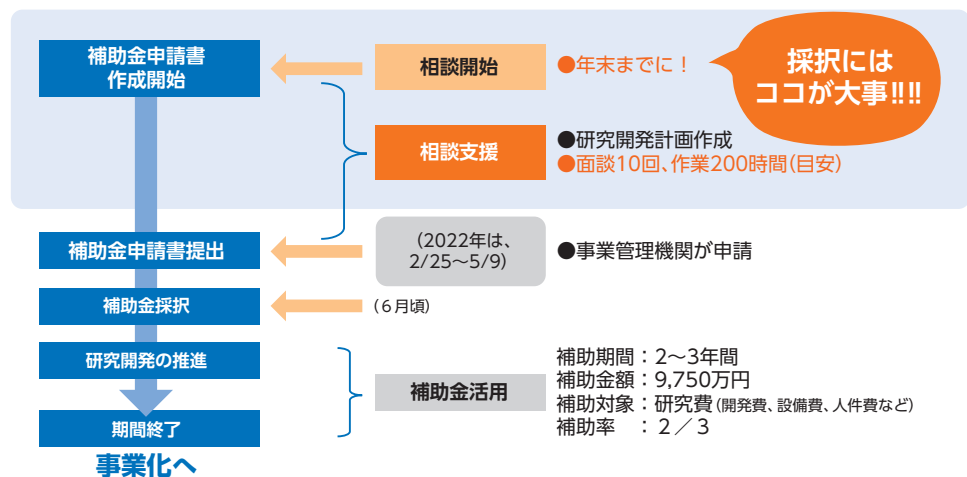 補助金申請書
作成開始
相談開始
●年末までに！
採択には
ココが大事!!!!
相談支援
●研究開発計画作成
●面談10回、作業200時間(目安)
補助金申請書提出
(2022年は、
2/25～5/9)
●事業管理機関が申請
補助金採択
(６月頃)
研究開発の推進
補助金活用
補助期間：2～3年間
補助金額：9,750万円
補助対象：研究費(開発費、設備費、人件費など)
補助率　：２／３
期間終了
事業化へ